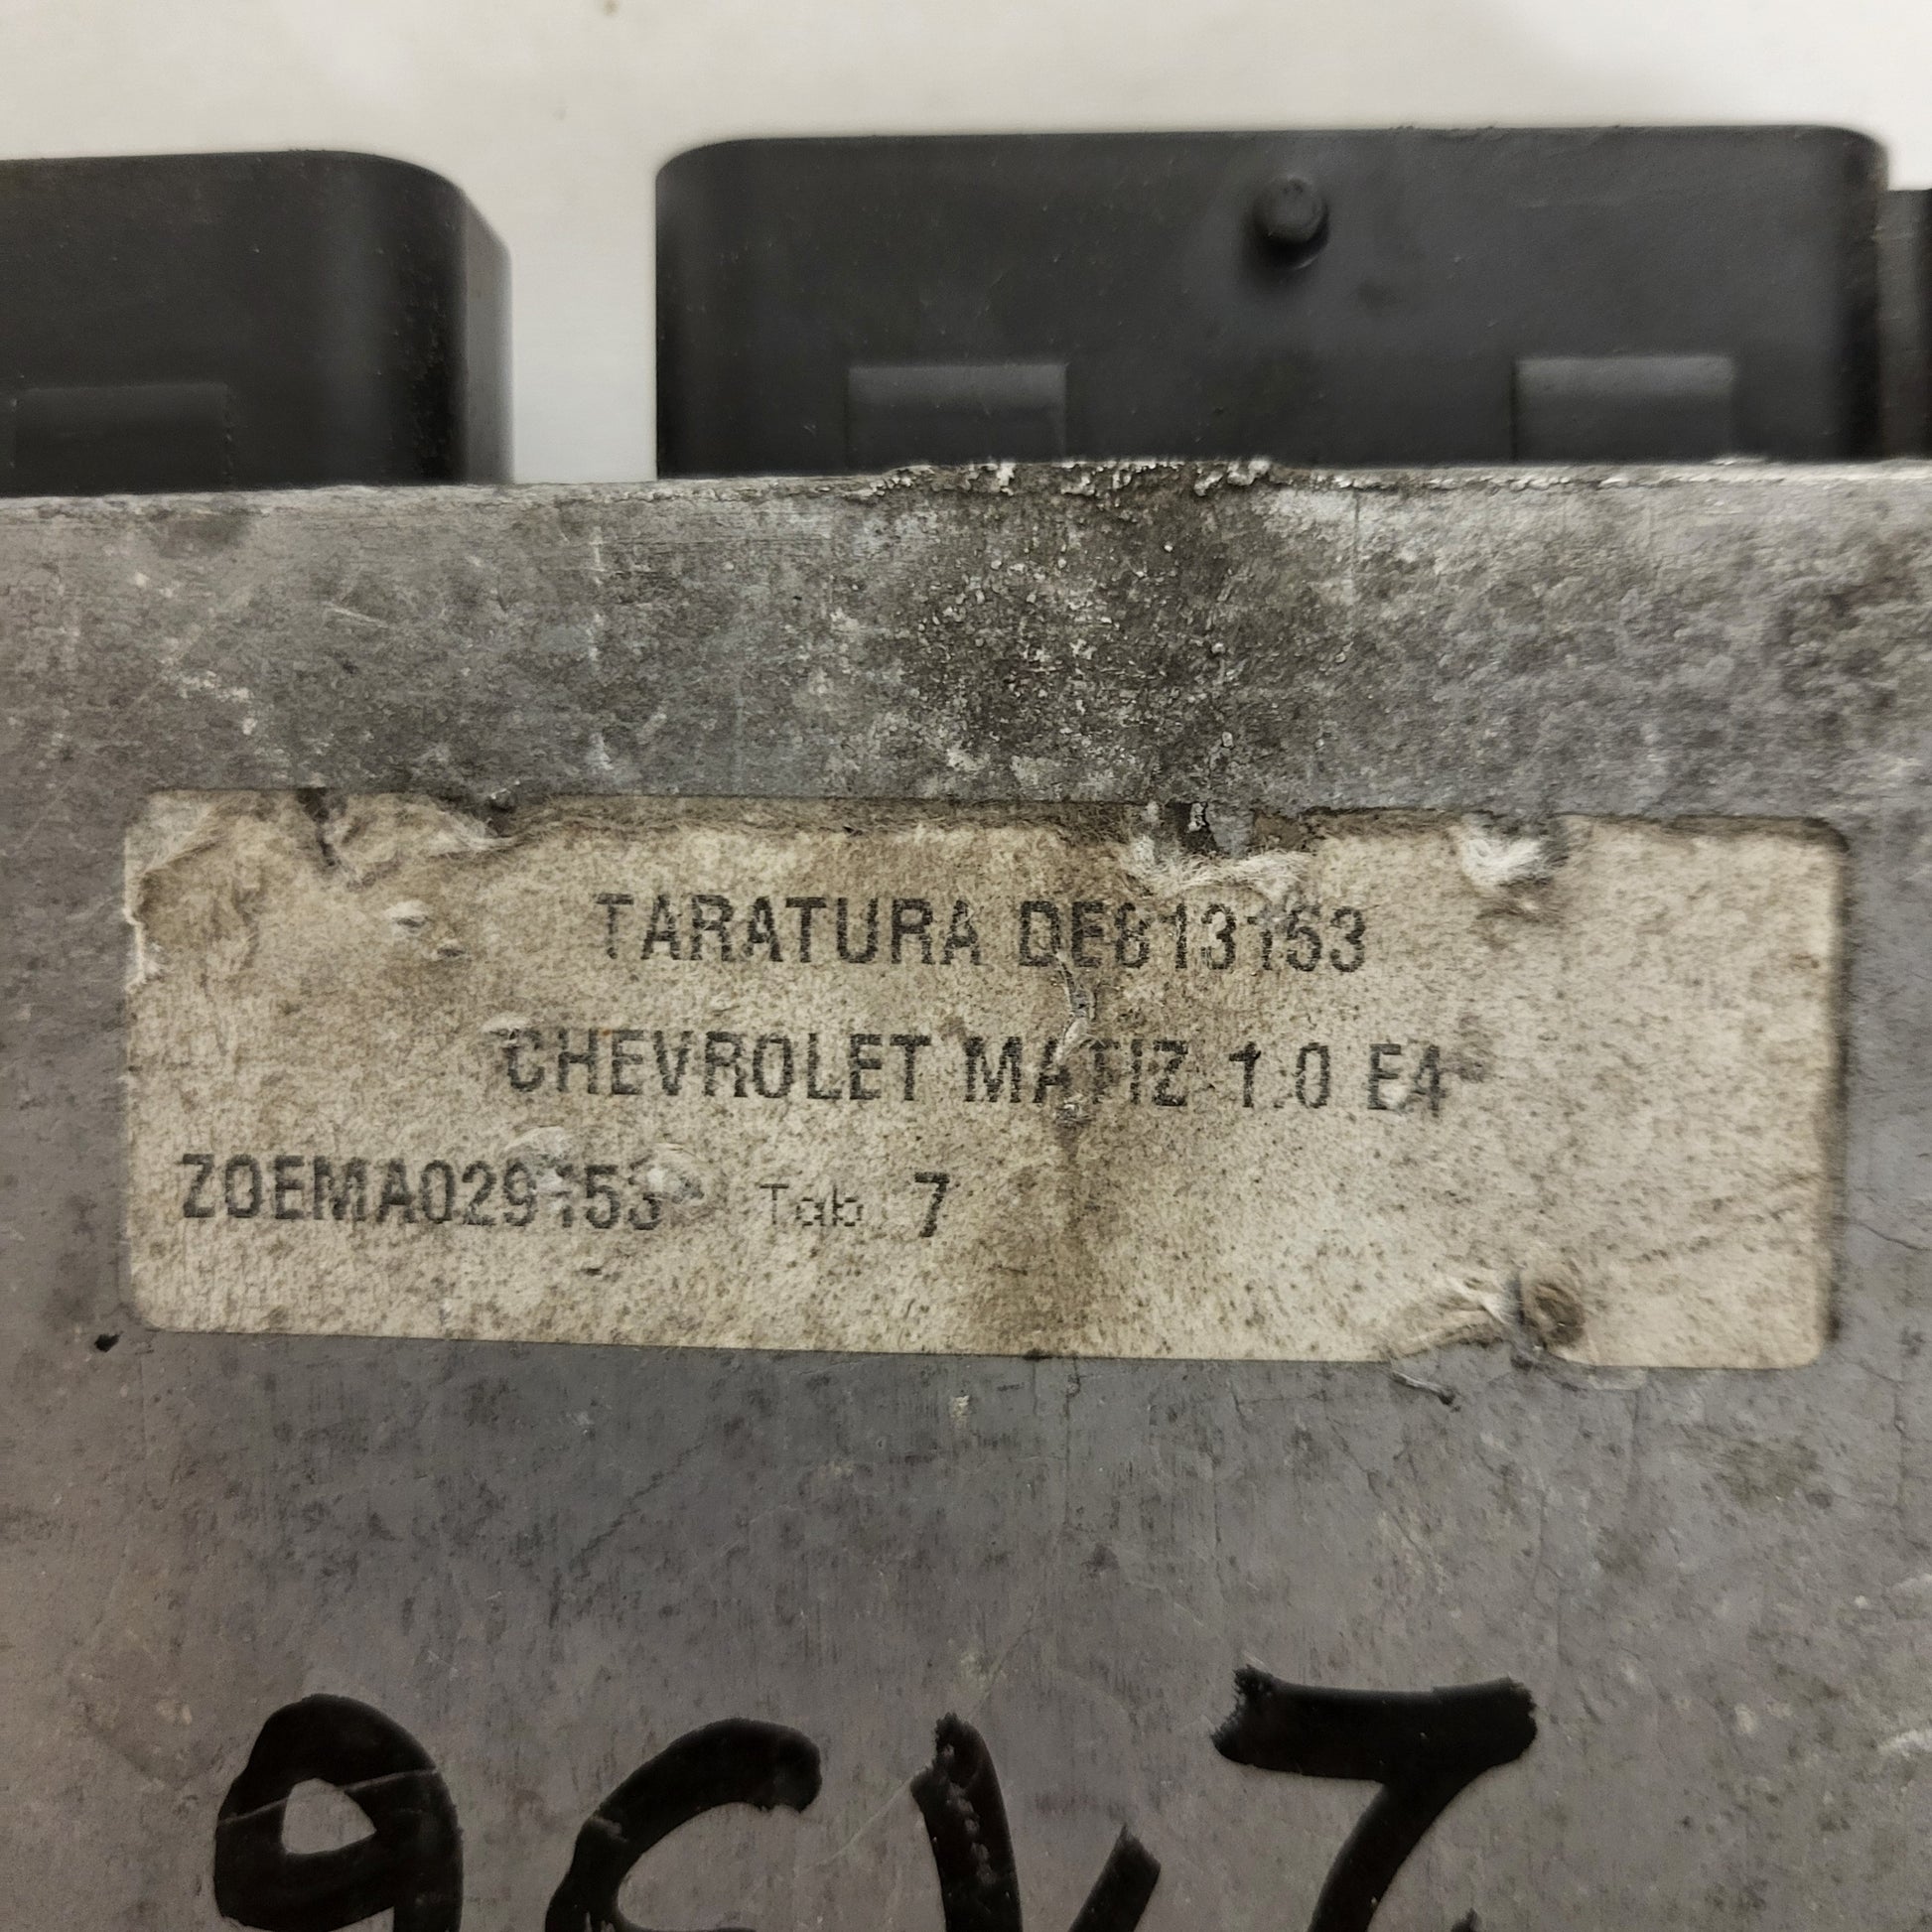 TARATURA DE813153
CHEVROLET MATIZ 1.0 E4
ZOEMA029153 Tab 7